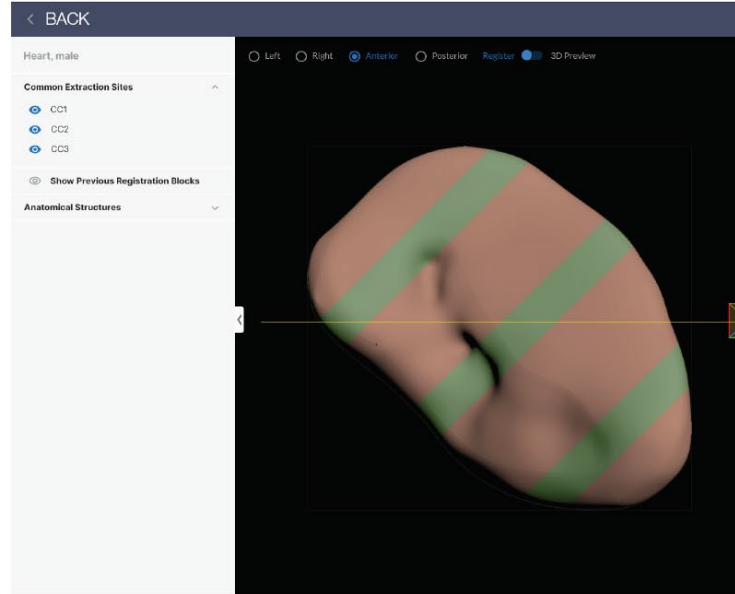 < BACK
Heart, male
Left Right Anterior Posterior Register 3D Preview
Common Extraction Sites
CC1
CC2
CC3
Show Previous Registration Blocks
Anatomical Structures